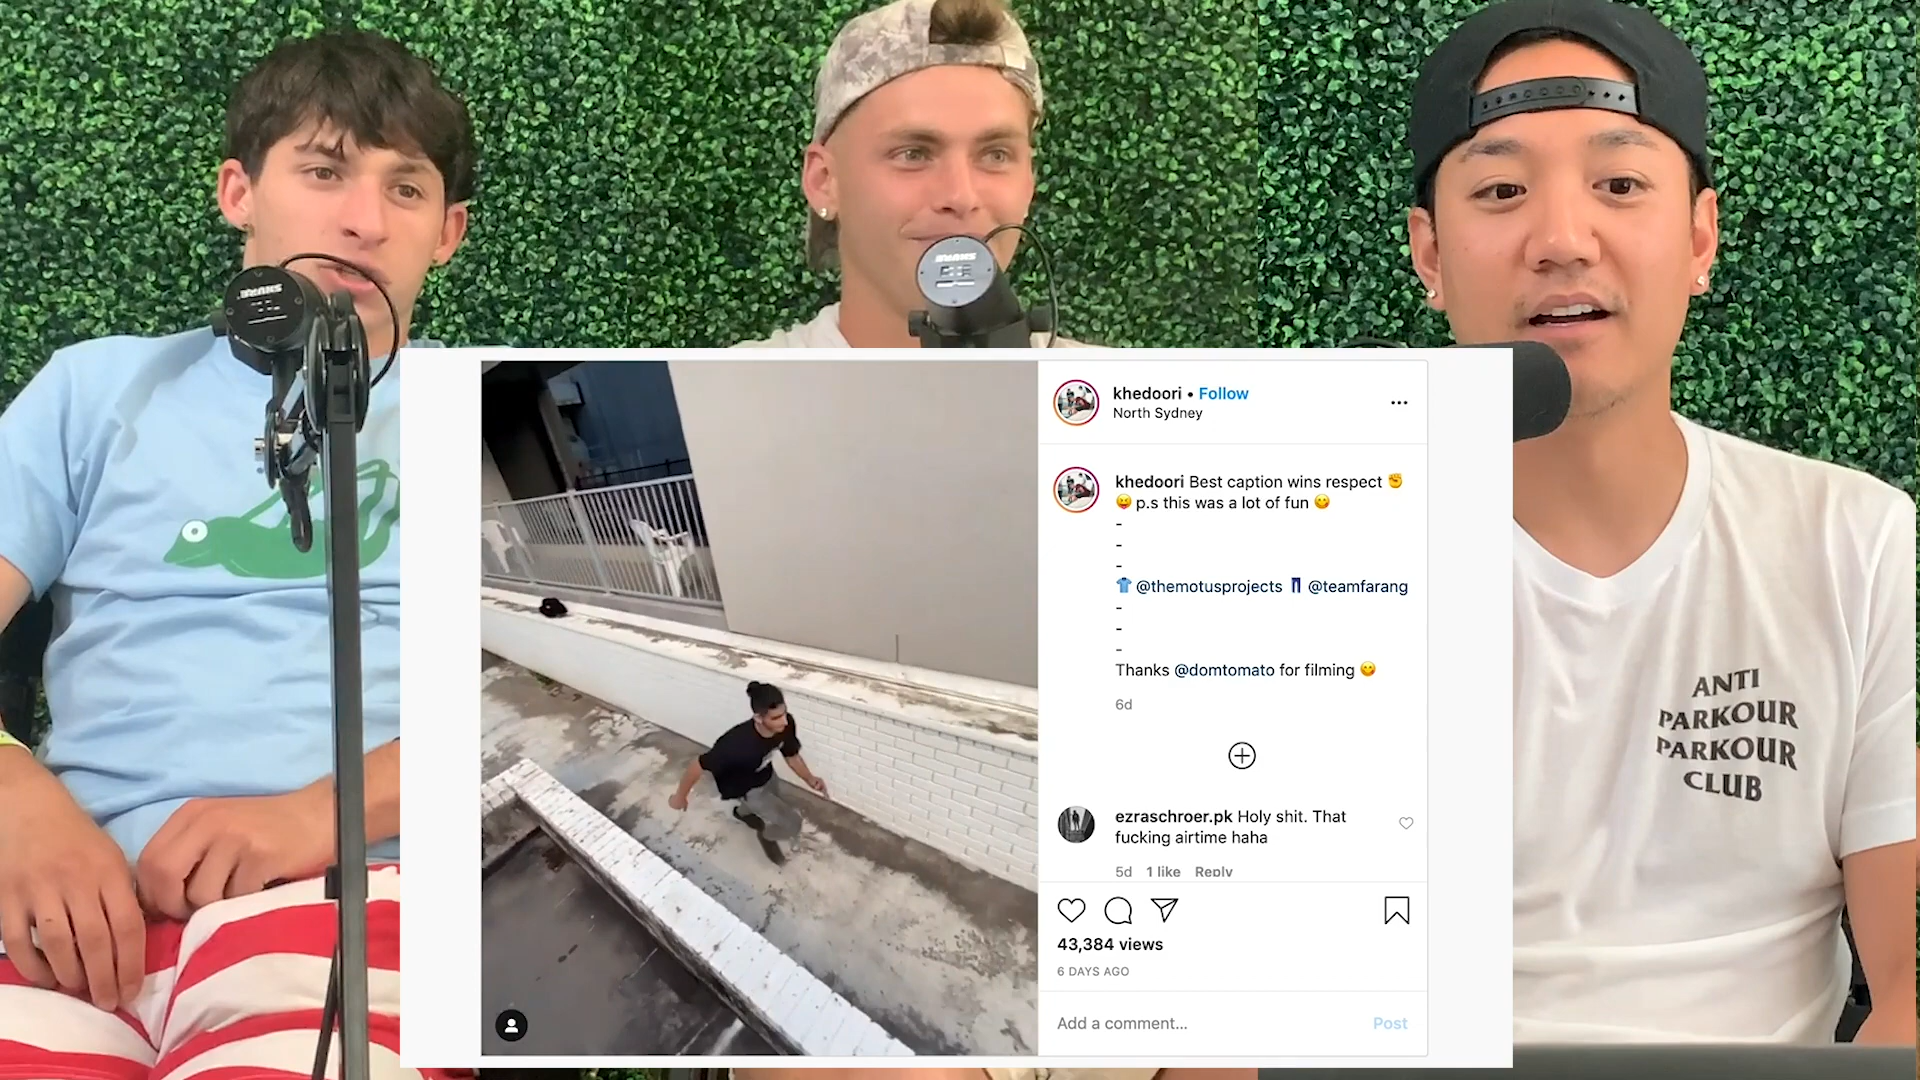 SHURE
SHURE
khedoori • Follow
North Sydney
khedoori Best caption wins respect ✊
😝 p.s this was a lot of fun 😋
-
-
-
👕 @themotusprojects 👖 @teamfarang
-
-
-
Thanks @domtomato for filming 😋
6d
ezraschroer.pk Holy shit. That
fucking airtime haha
5d 1 like Reply
43,384 views
6 DAYS AGO
Add a comment... Post
ANTI
PARKOUR
PARKOUR
CLUB